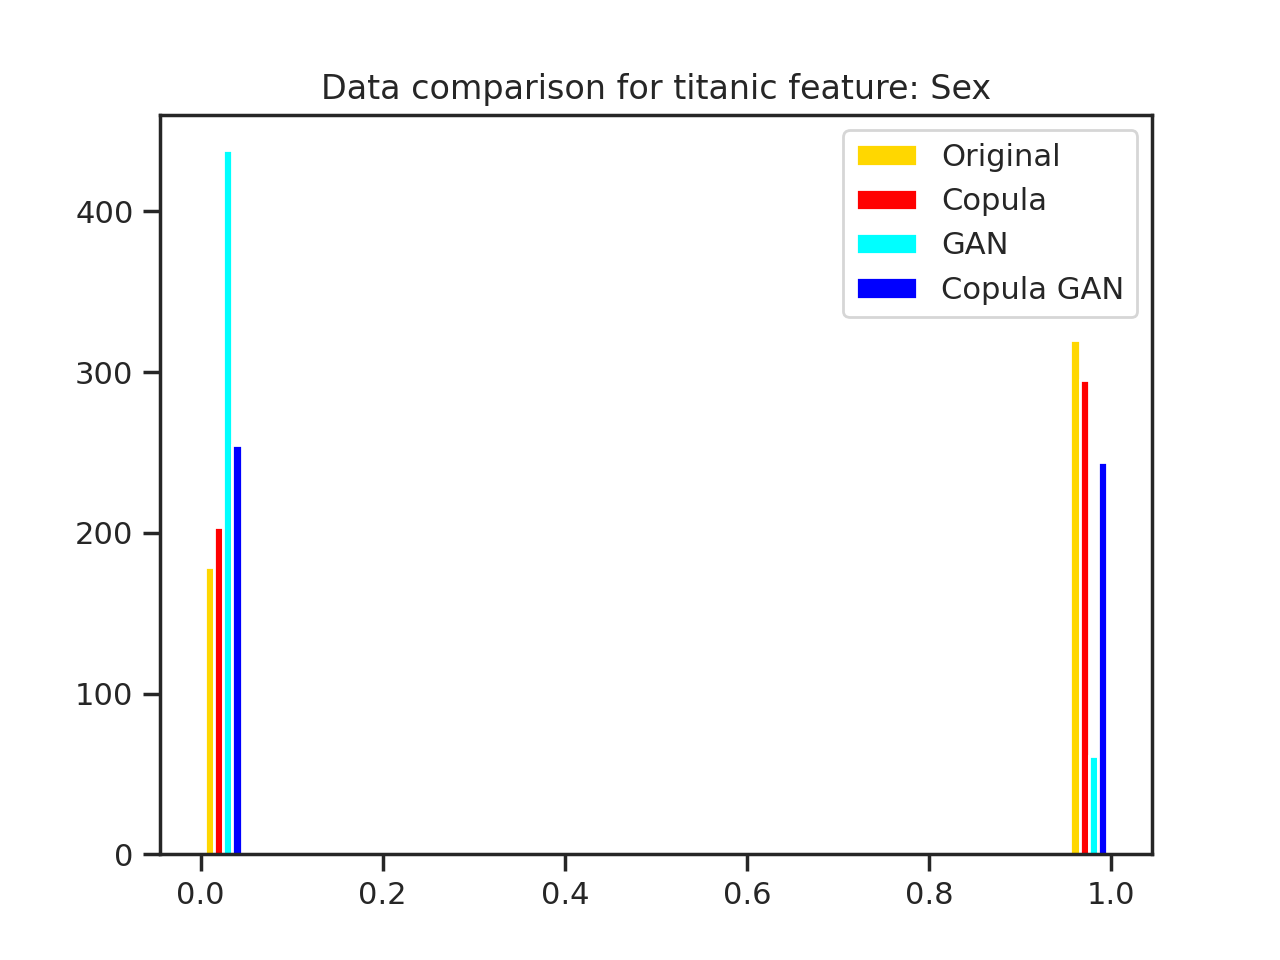 Data comparison for titanic feature: Sex
Original
Copula
GAN
Copula GAN
400
300
200
100
0
0.0 0.2 0.4 0.6 0.8 1.0